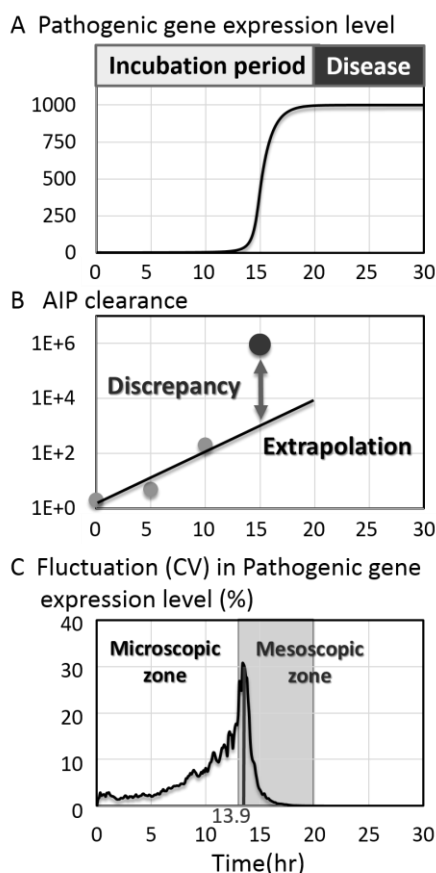 A Pathogenic gene expression level
Incubation period Disease
1000
750
500
250
0
0 5 10 15 20 25 30
B AIP clearance
1E+6
1E+4
1E+2
1E+0
Discrepancy
Extrapolation
0 5 10 15 20 25 30
C Fluctuation (CV) in Pathogenic gene
expression level (%)
40
30
20
10
0
Microscopic Mesoscopic
zone zone
13.9
0 5 10 15 20 25 30
Time(hr)